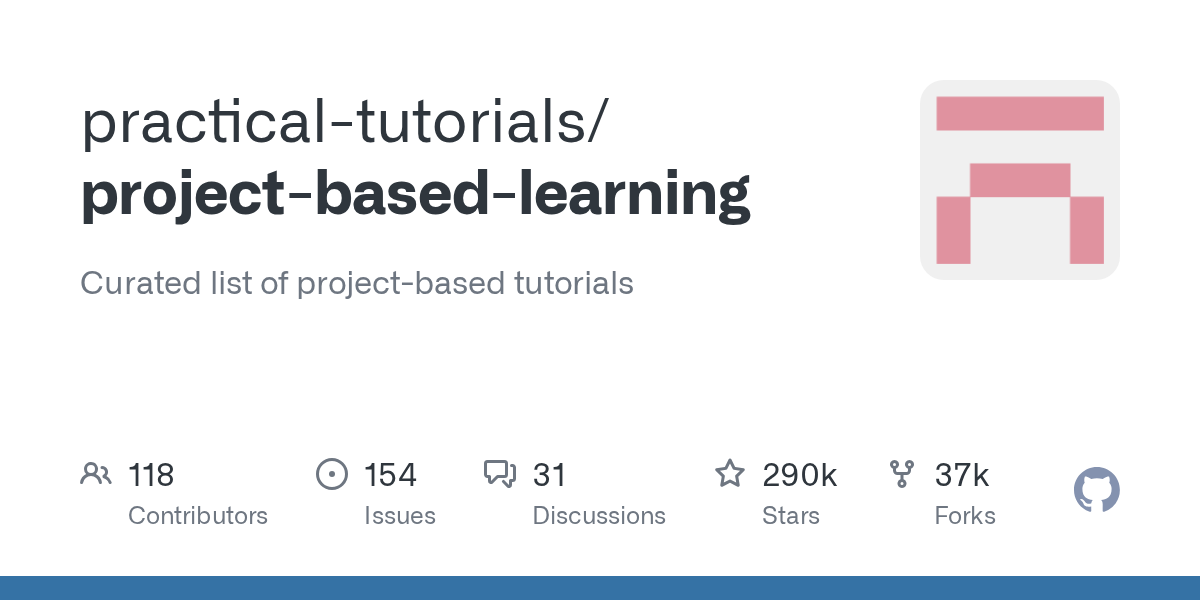 practical-tutorials/
project-based-learning
Curated list of project-based tutorials
118 154 31 290k 37k
Contributors Issues Discussions Stars Forks